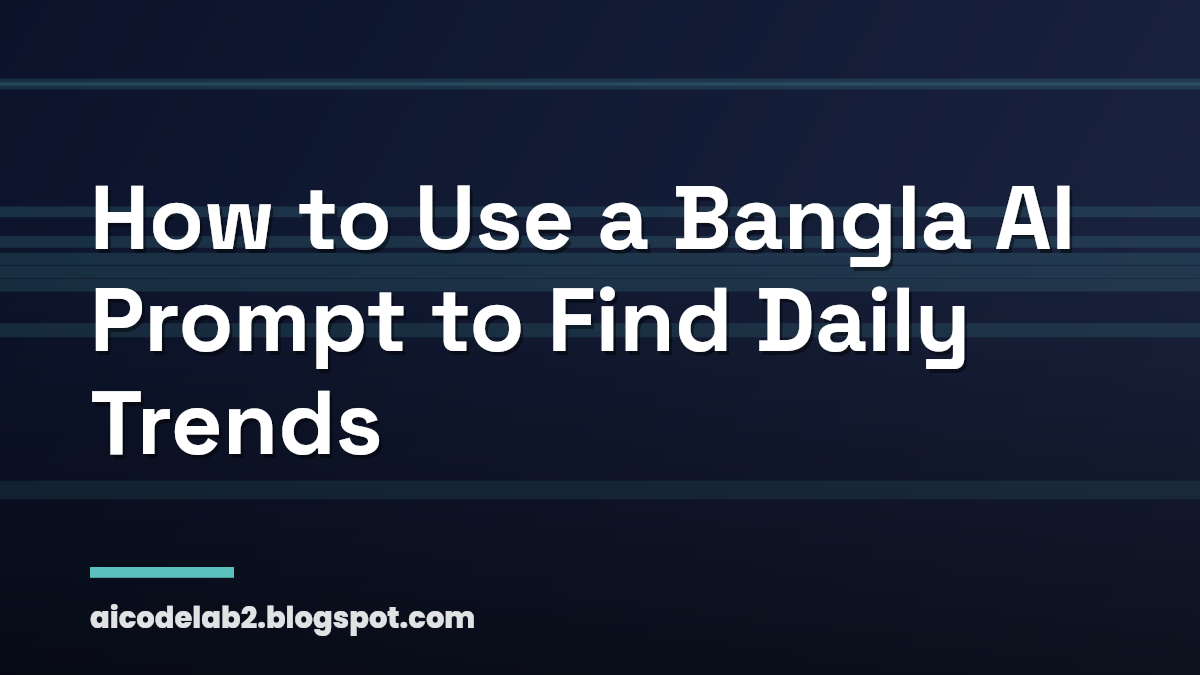 How to Use a Bangla AI
Prompt to Find Daily
Trends
aicodelab2.blogspot.com